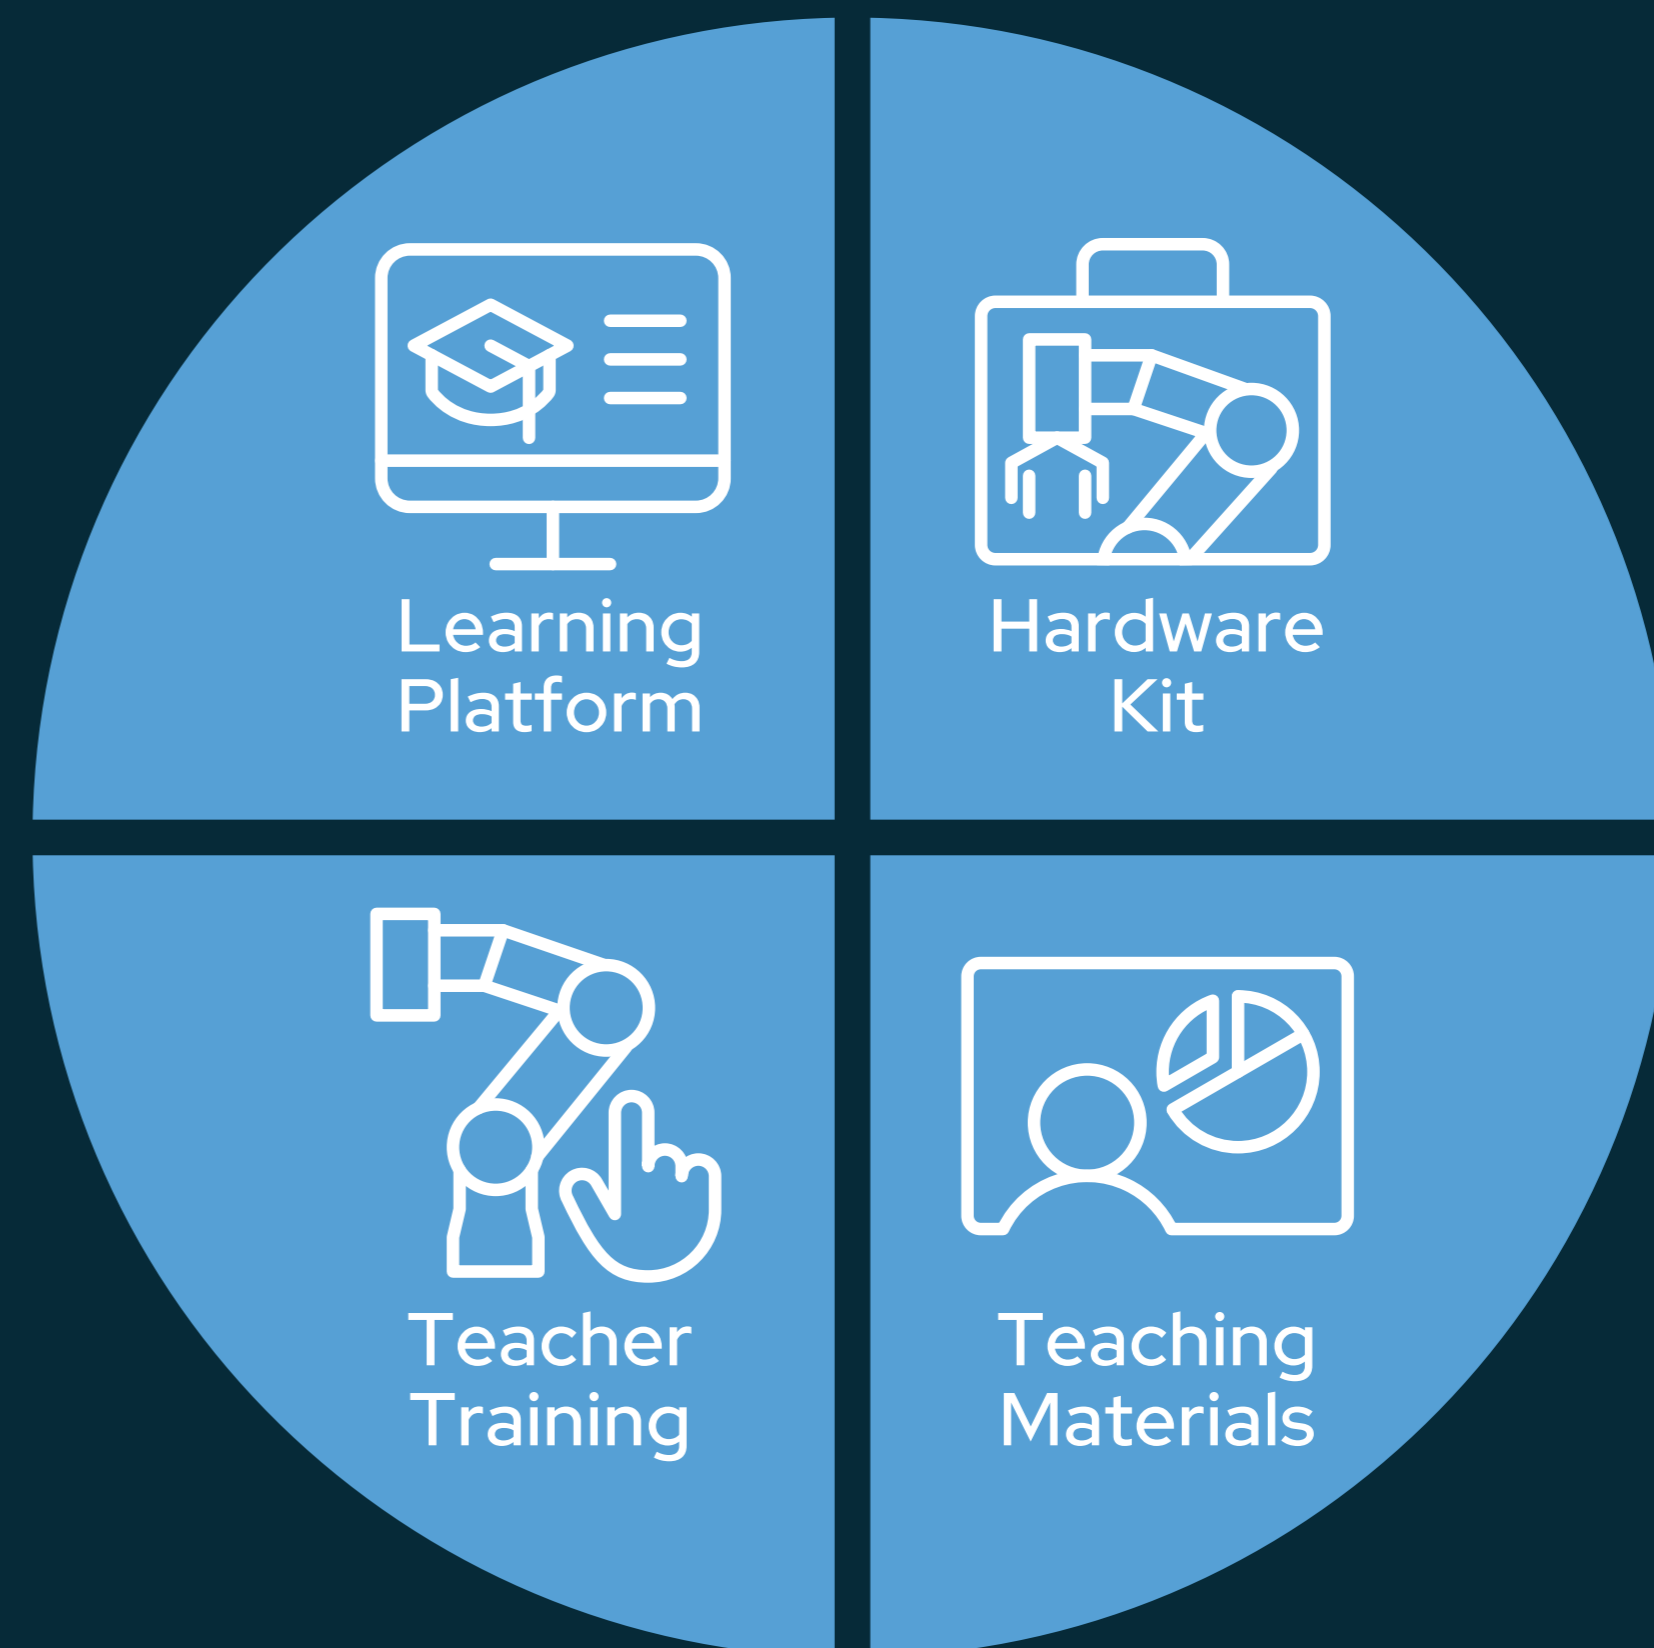 Learning
Platform
Hardware
Kit
Teacher
Training
Teaching
Materials